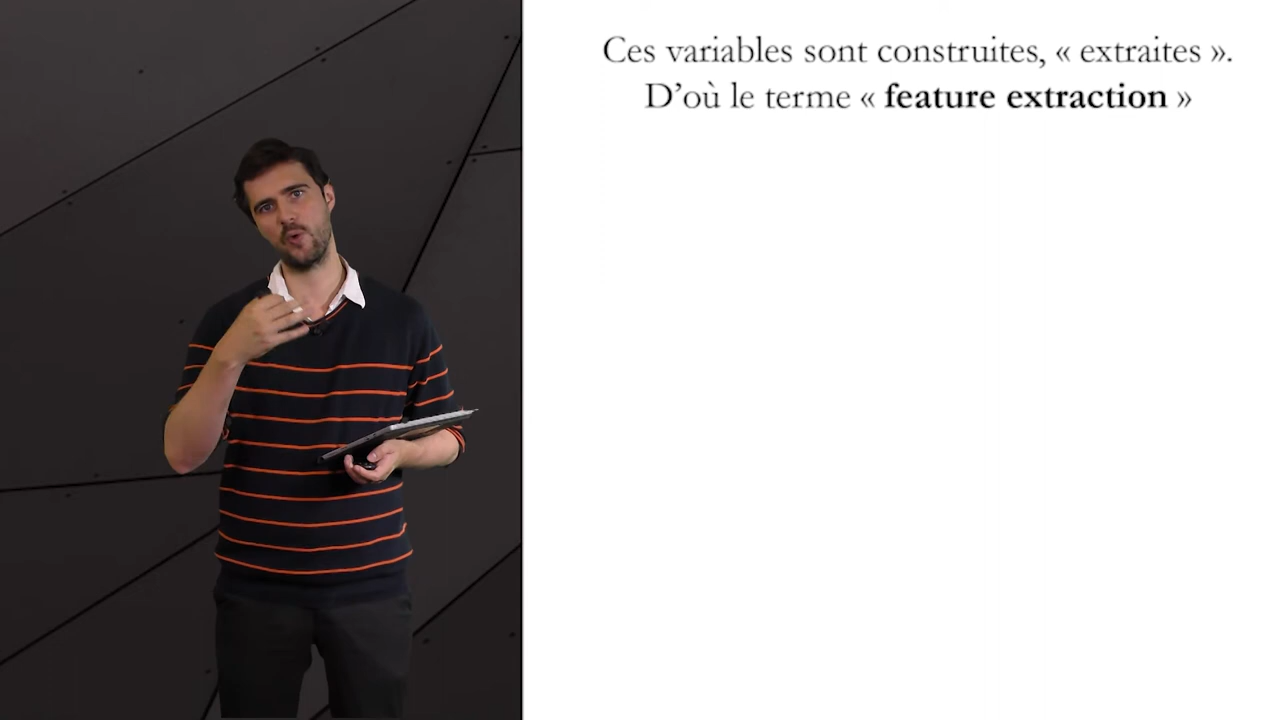 Ces variables sont construites, « extraites ».
D’où le terme « feature extraction »